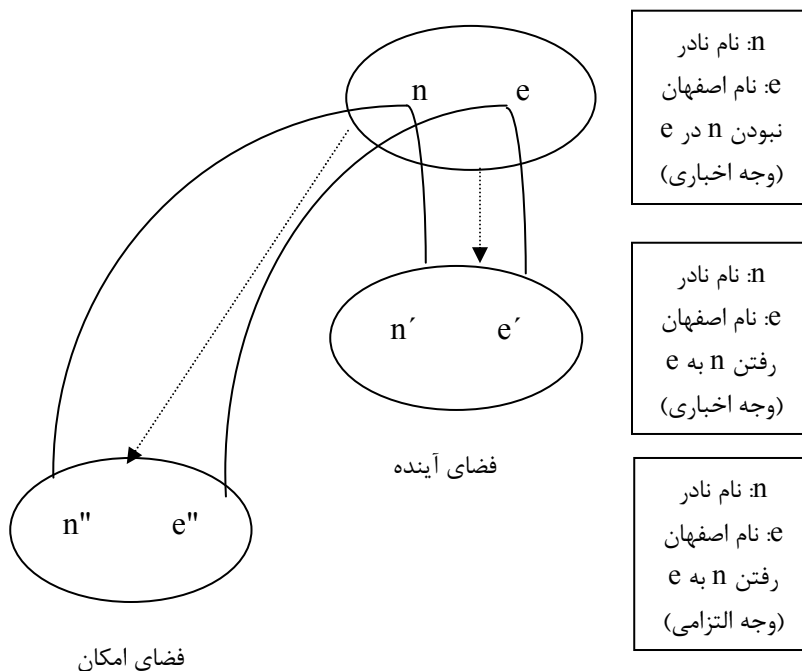 n e
n: نام نادر
e: نام اصفهان
نبودن n در e
(وجه اخباری)
n´ e´
فضای آینده
n: نام نادر
e: نام اصفهان
رفتن n به e
(وجه اخباری)
n" e"
فضای امکان
n: نام نادر
e: نام اصفهان
رفتن n به e
(وجه التزامی)